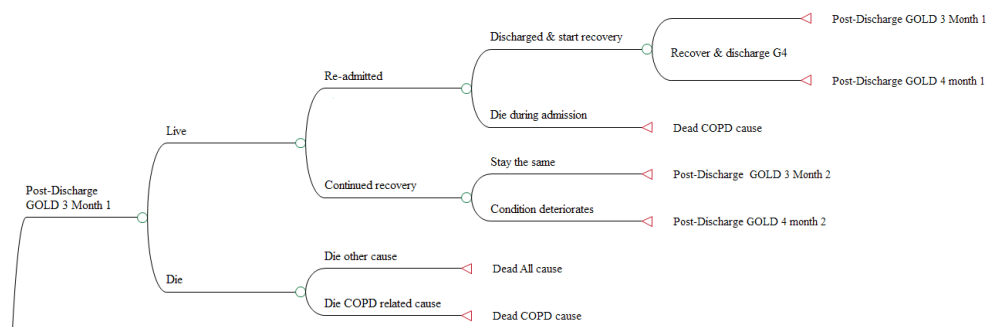 Post-Discharge GOLD 3 Month 1
Discharged & start recovery
Recover & discharge G4
Re-admitted
Post-Discharge GOLD 4 month 1
Die during admission
Dead COPD cause
Live
Stay the same
Post-Discharge  GOLD 3 Month 2
Continued recovery
Post-Discharge
GOLD 3 Month 1
Condition deteriorates
Post-Discharge GOLD 4 month 2
Die other cause
Dead All cause
Die
Die COPD related cause
Dead COPD cause